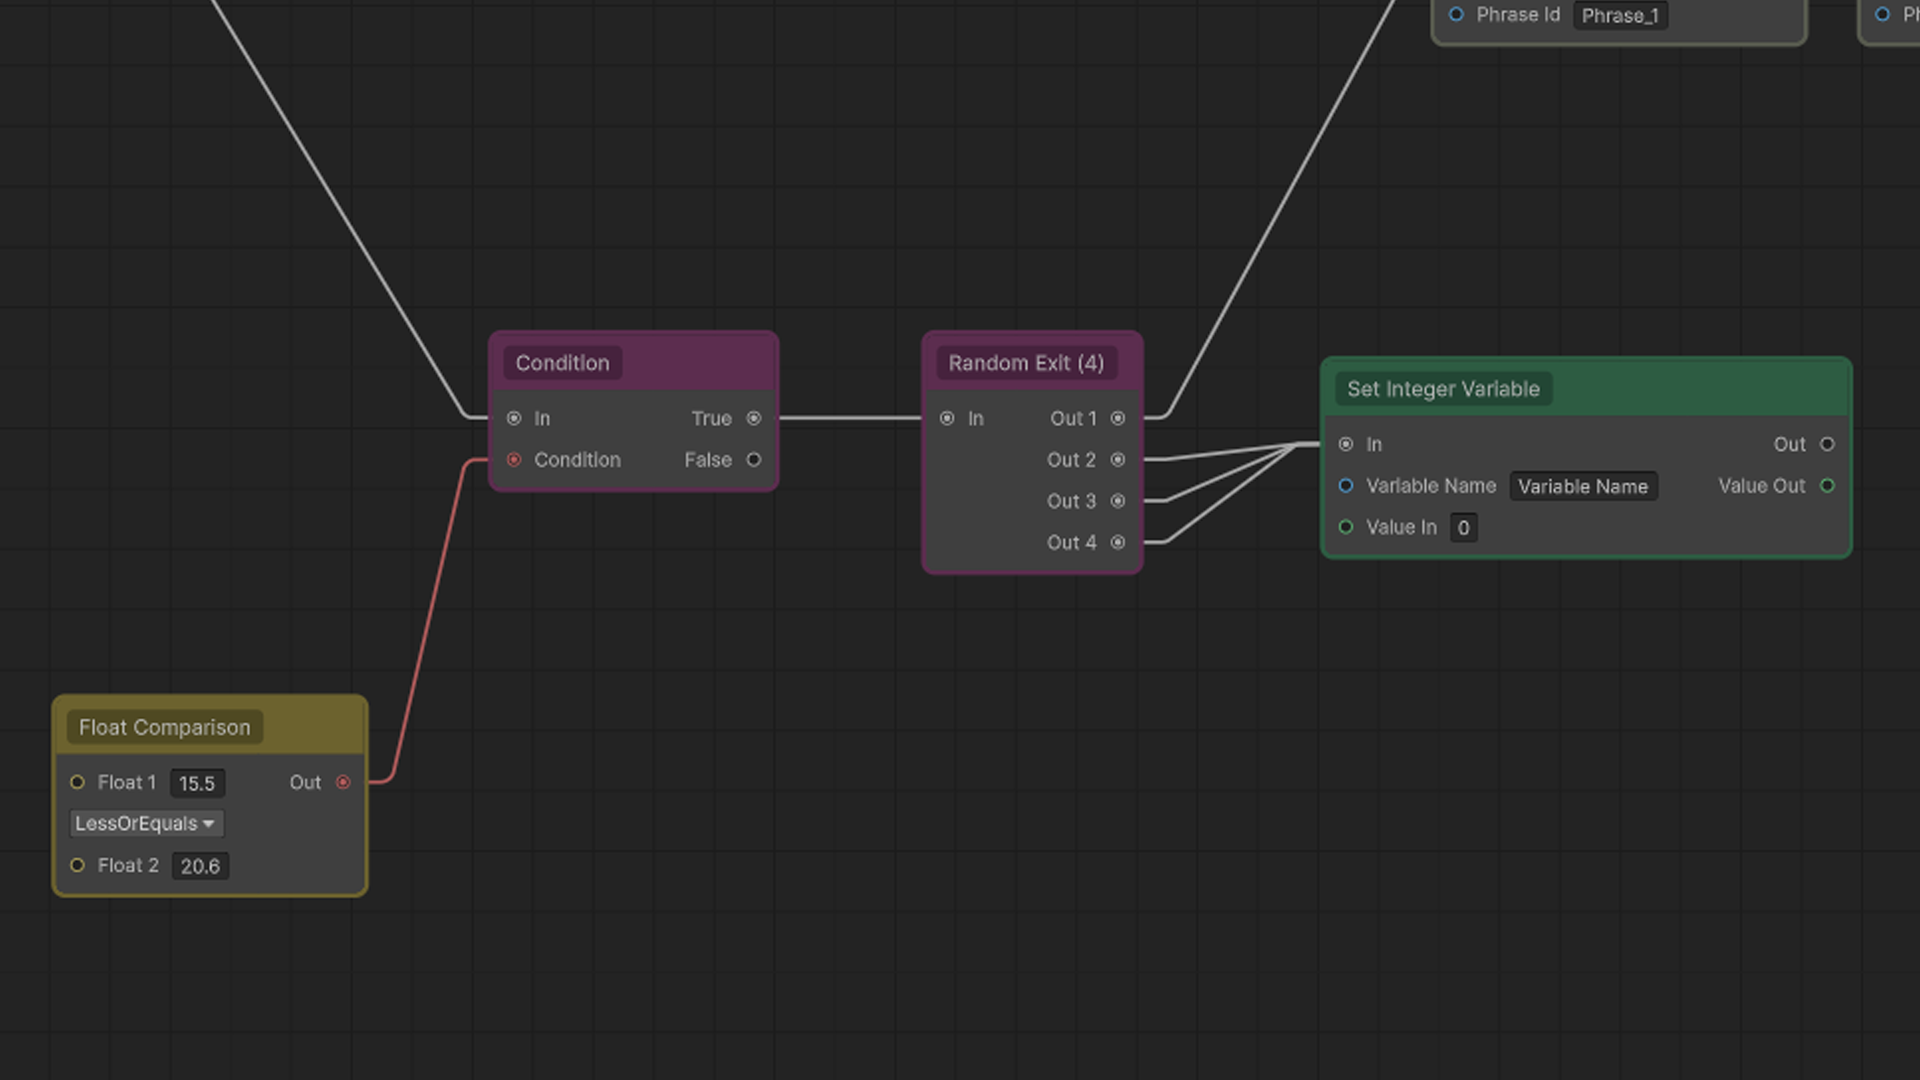 Phrase Id Phrase_1
Condition
In True
Condition False
Random Exit (4)
In Out 1
Out 2
Out 3
Out 4
Set Integer Variable
In Out
Variable Name Variable Name Value Out
Value In 0
Float Comparison
Float 1 15.5 Out
LessOrEquals
Float 2 20.6